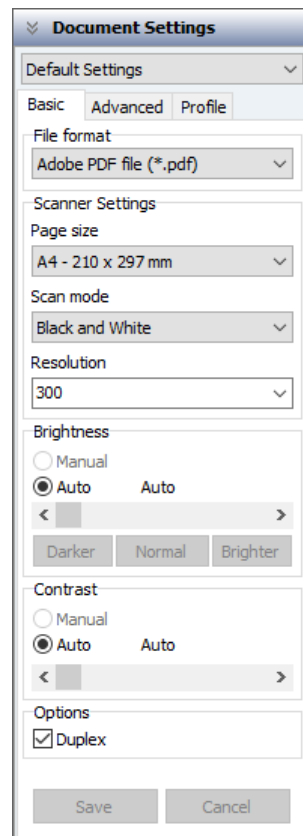 Document Settings
Default Settings
Basic Advanced Profile
File format
Adobe PDF file (*.pdf)
Scanner Settings
Page size
A4 - 210 x 297 mm
Scan mode
Black and White
Resolution
300
Brightness
Manual
Auto Auto
Darker Normal Brighter
Contrast
Manual
Auto Auto
Options
Duplex
Save Cancel